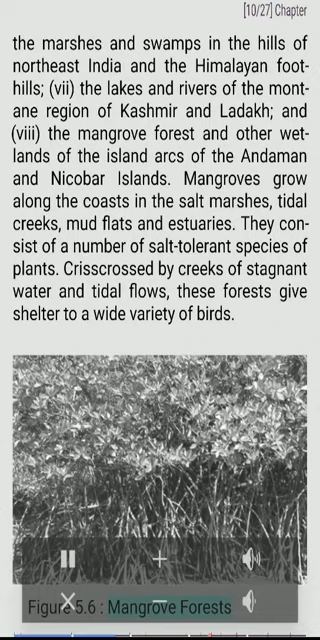 [10/27] Chapter
the marshes and swamps in the hills of
northeast India and the Himalayan foot-
hills; (vii) the lakes and rivers of the mont-
ane region of Kashmir and Ladakh; and
(viii) the mangrove forest and other wet-
lands of the island arcs of the Andaman
and Nicobar Islands. Mangroves grow
along the coasts in the salt marshes, tidal
creeks, mud flats and estuaries. They con-
sist of a number of salt-tolerant species of
plants. Crisscrossed by creeks of stagnant
water and tidal flows, these forests give
shelter to a wide variety of birds.
Figure 5.6 : Mangrove Forests